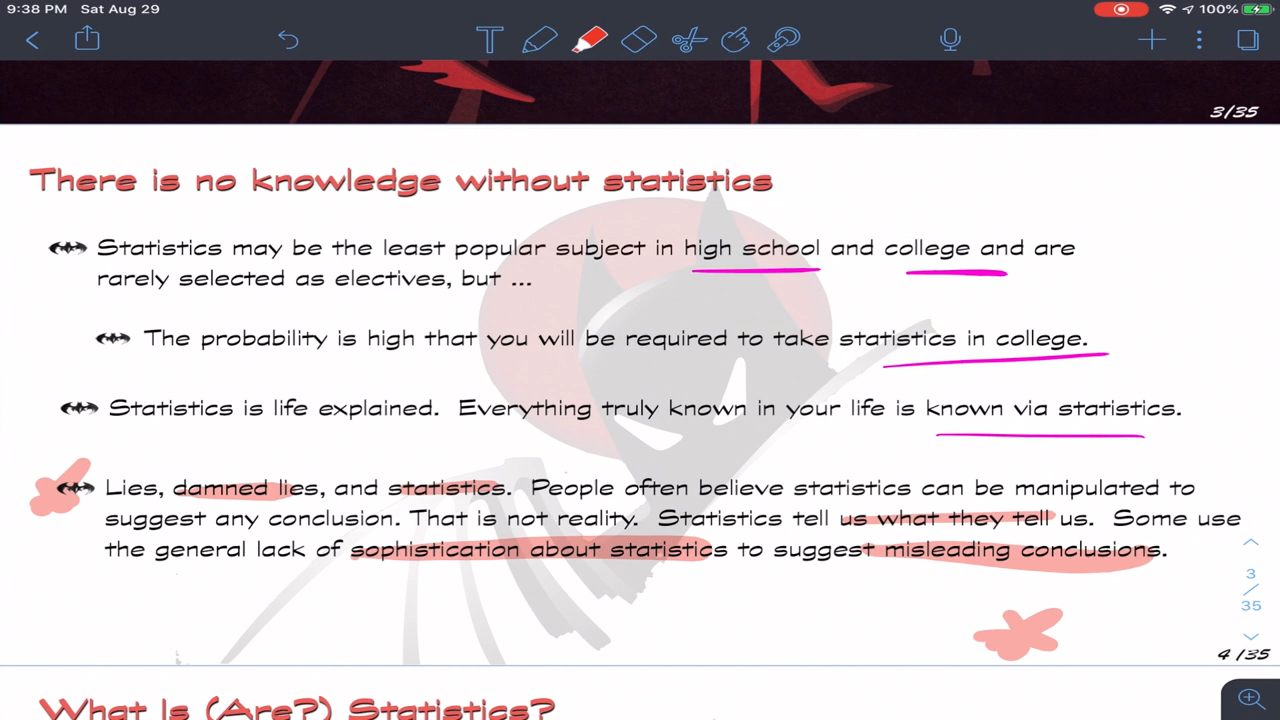 9:38 PM Sat Aug 29 100%
3/35
There is no knowledge without statistics
Statistics may be the least popular subject in high school and college and are
rarely selected as electives, but ...
The probability is high that you will be required to take statistics in college.
Statistics is life explained. Everything truly known in your life is known via statistics.
Lies, damned lies, and statistics. People often believe statistics can be manipulated to
suggest any conclusion. That is not reality. Statistics tell us what they tell us. Some use
the general lack of sophistication about statistics to suggest misleading conclusions.
3
/
35
4/35
What Is (Are?) Statistics?